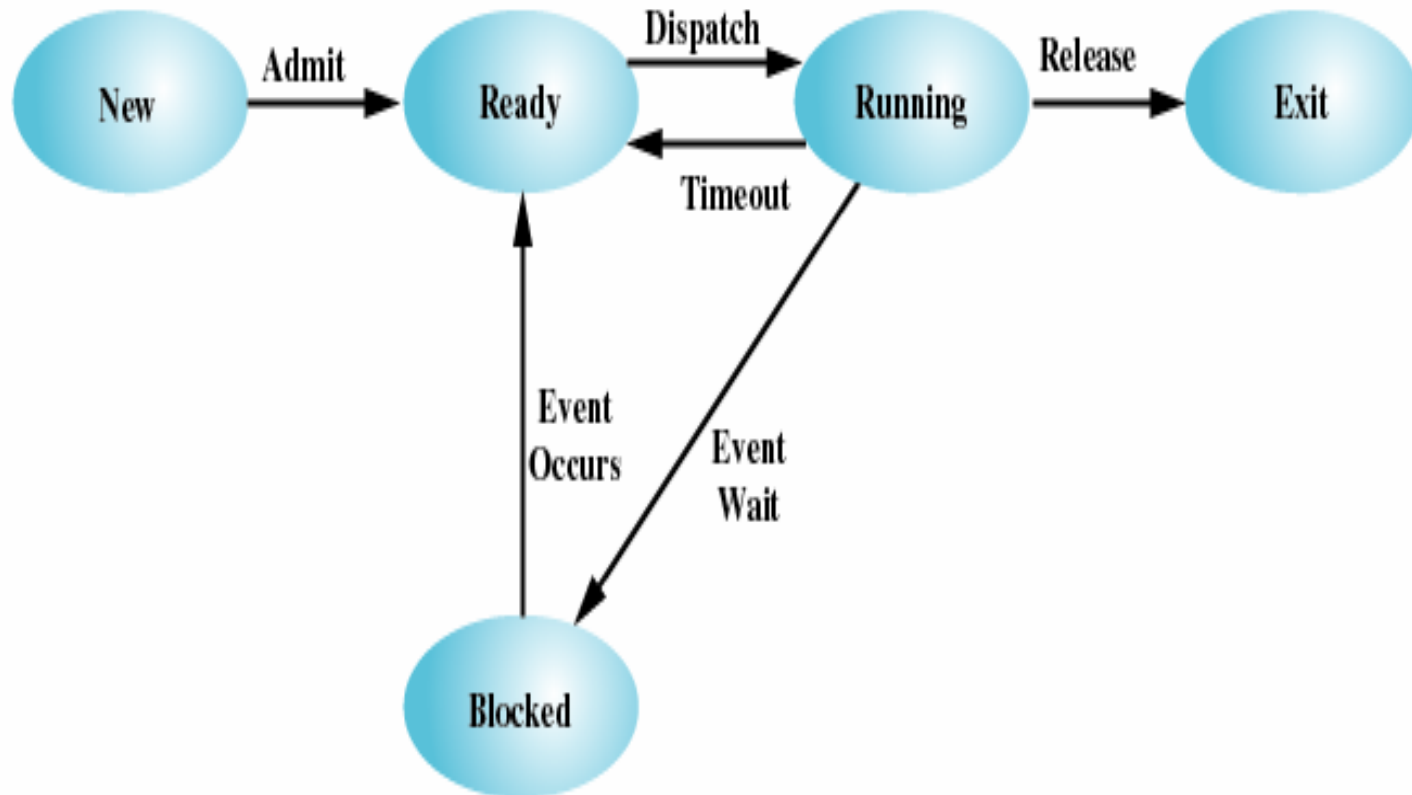 Dispatch
Admit
Release
New
Ready
Running
Exit
Timeout
Event
Occurs
Event
Wait
Blocked